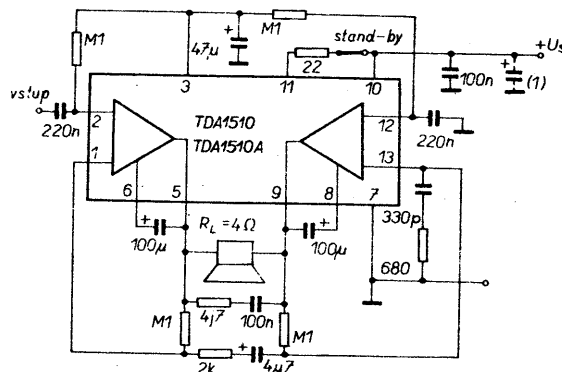 M1
47µ
M1
stand-by
+Us
22
100n
(1)
vstup
220n
3
11
10
2
TDA1510
TDA1510A
12
220n
1
13
6
5
9
8
7
100µ
RL=4Ω
100µ
330p
680
4j7
100n
M1
M1
2k
4µ7